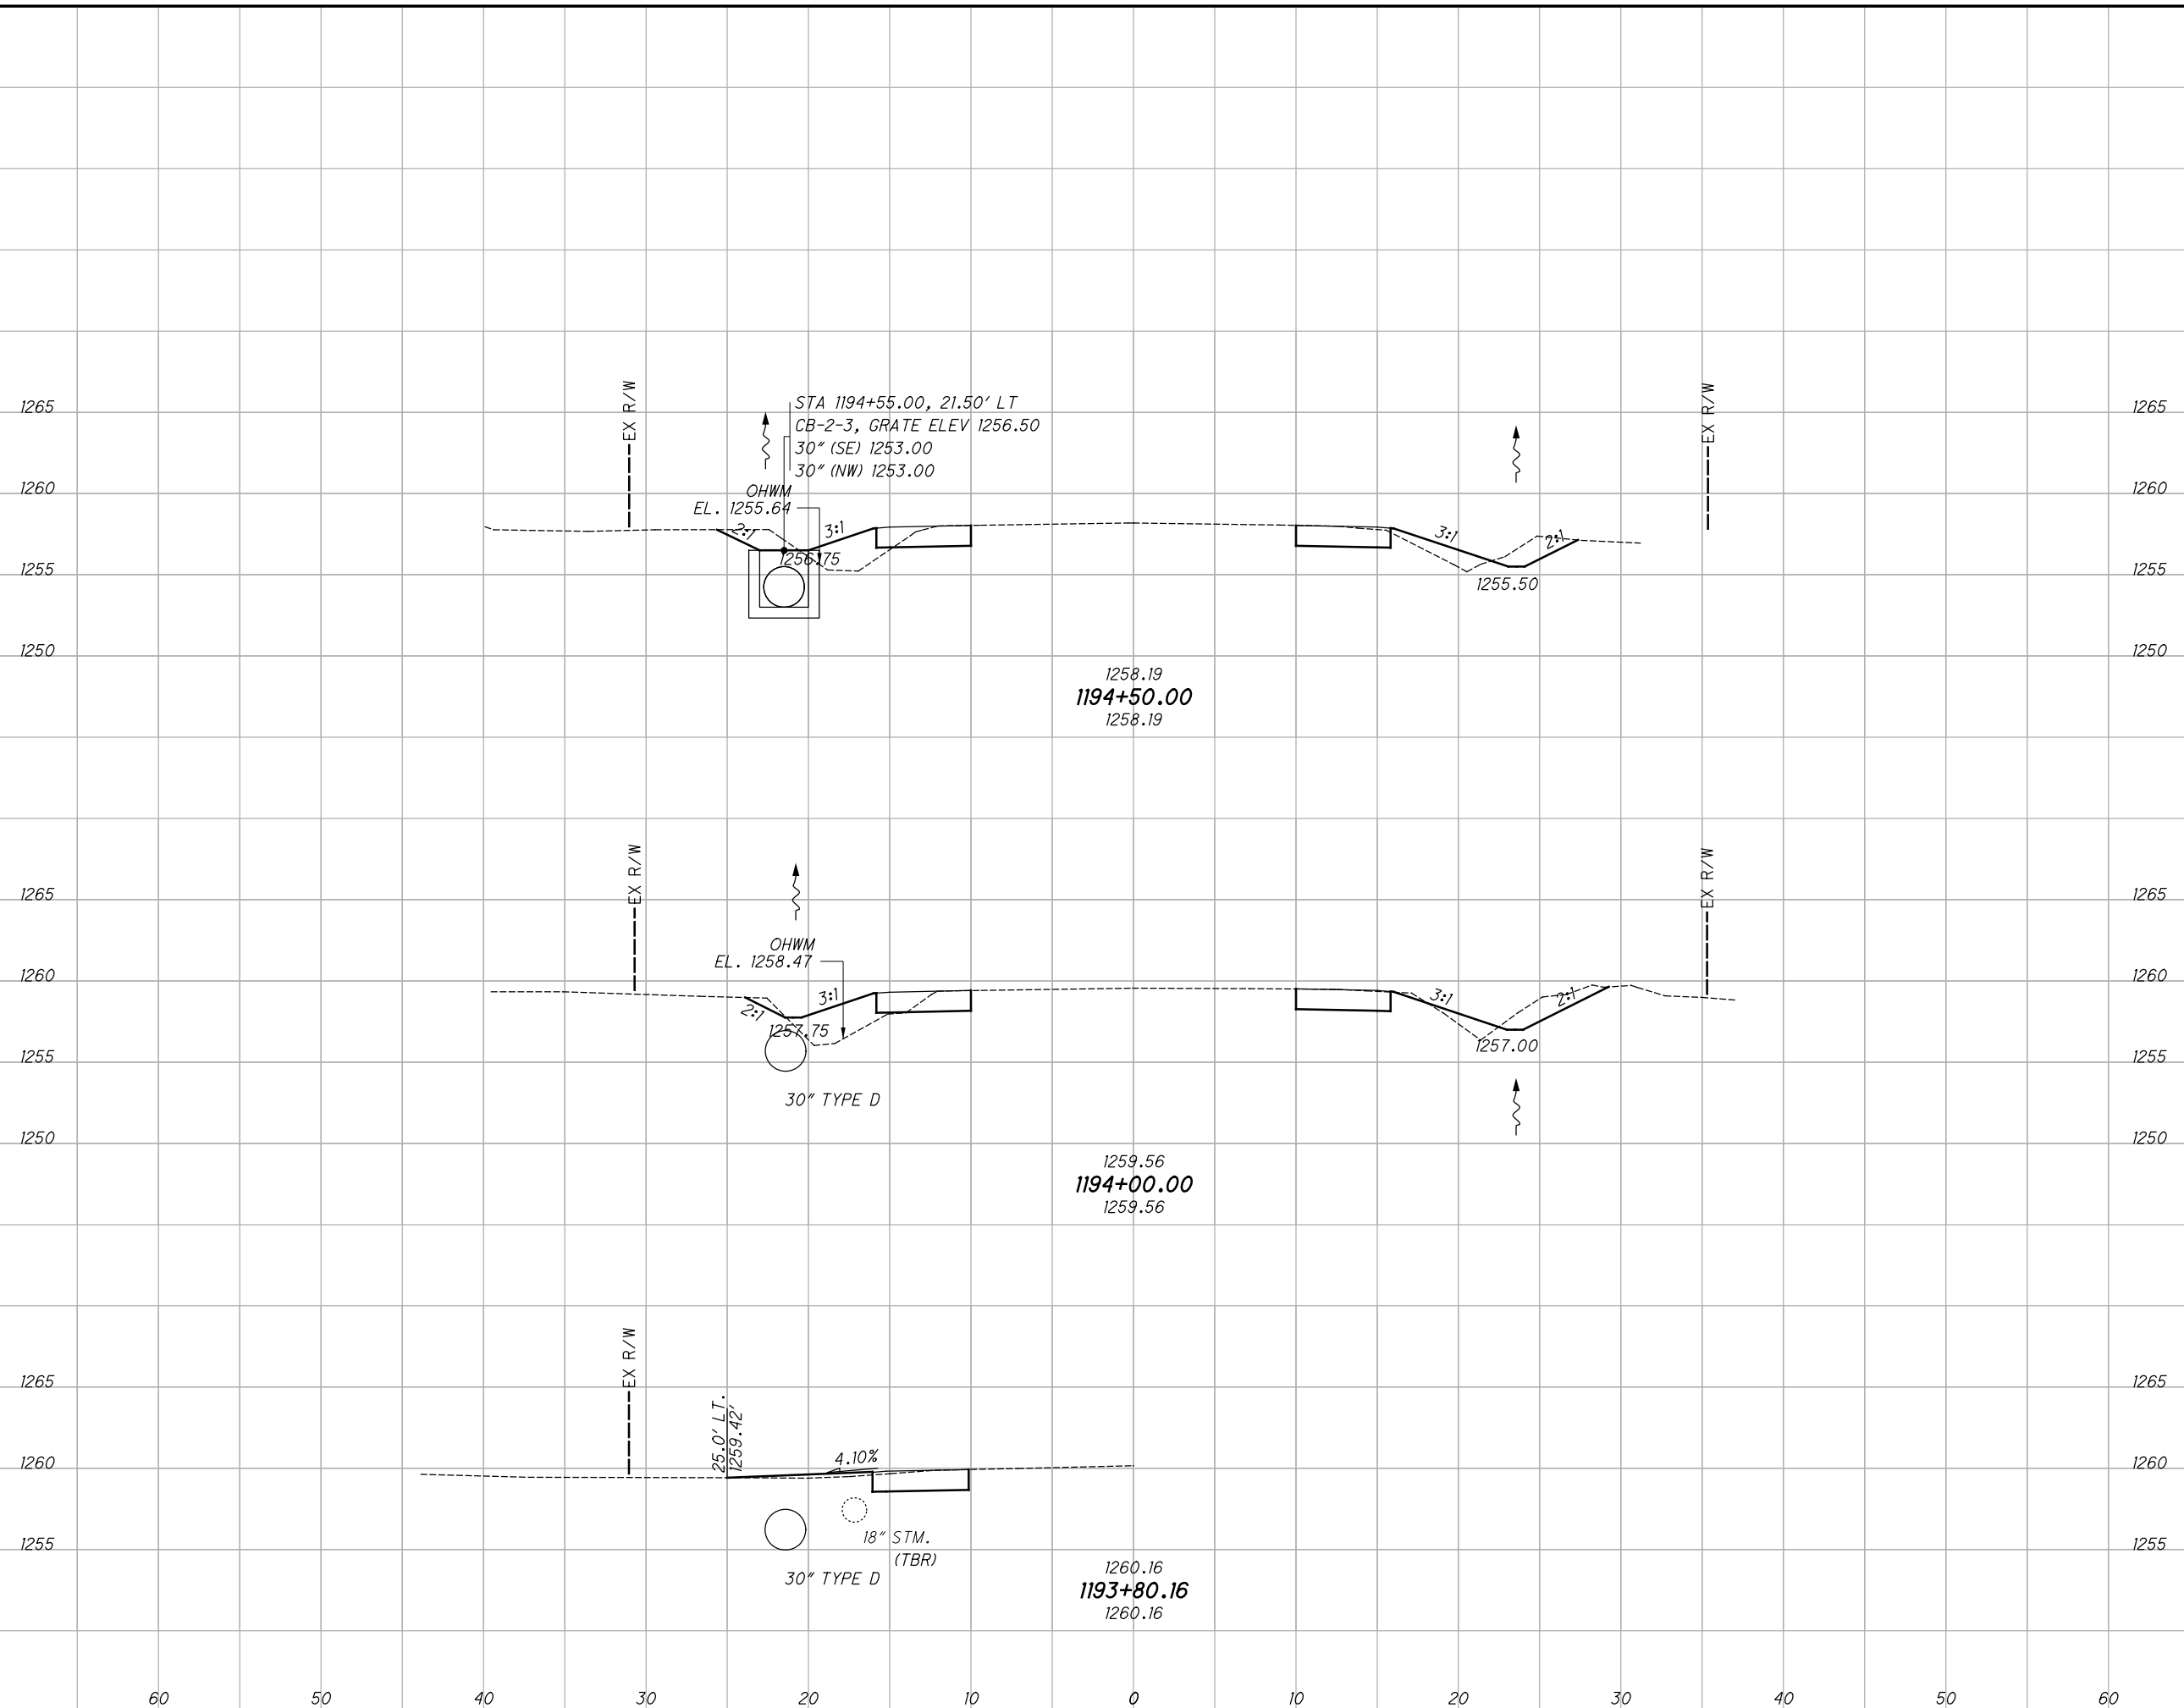 EX R/W
STA 1194+55.00, 21.50' LT
CB-2-3, GRATE ELEV 1256.50
30" (SE) 1253.00
30" (NW) 1253.00
EX R/W
1265
1265
OHWM
EL. 1255.64
1260
1260
2:1
3:1
3:1
2:1
1256.75
1255
1255.50
1255
1250
1250
1258.19
1194+50.00
1258.19
EX R/W
EX R/W
1265
1265
OHWM
EL. 1258.47
1260
1260
2:1
3:1
3:1
2:1
1257.75
1257.00
1255
1255
30" TYPE D
1250
1250
1259.56
1194+00.00
1259.56
EX R/W
1265
1265
25.0' LT.
1259.42'
4.10%
1260
1260
18" STM.
(TBR)
1255
1255
30" TYPE D
1260.16
1193+80.16
1260.16
60 50 40 30 20 10 0 10 20 30 40 50 60